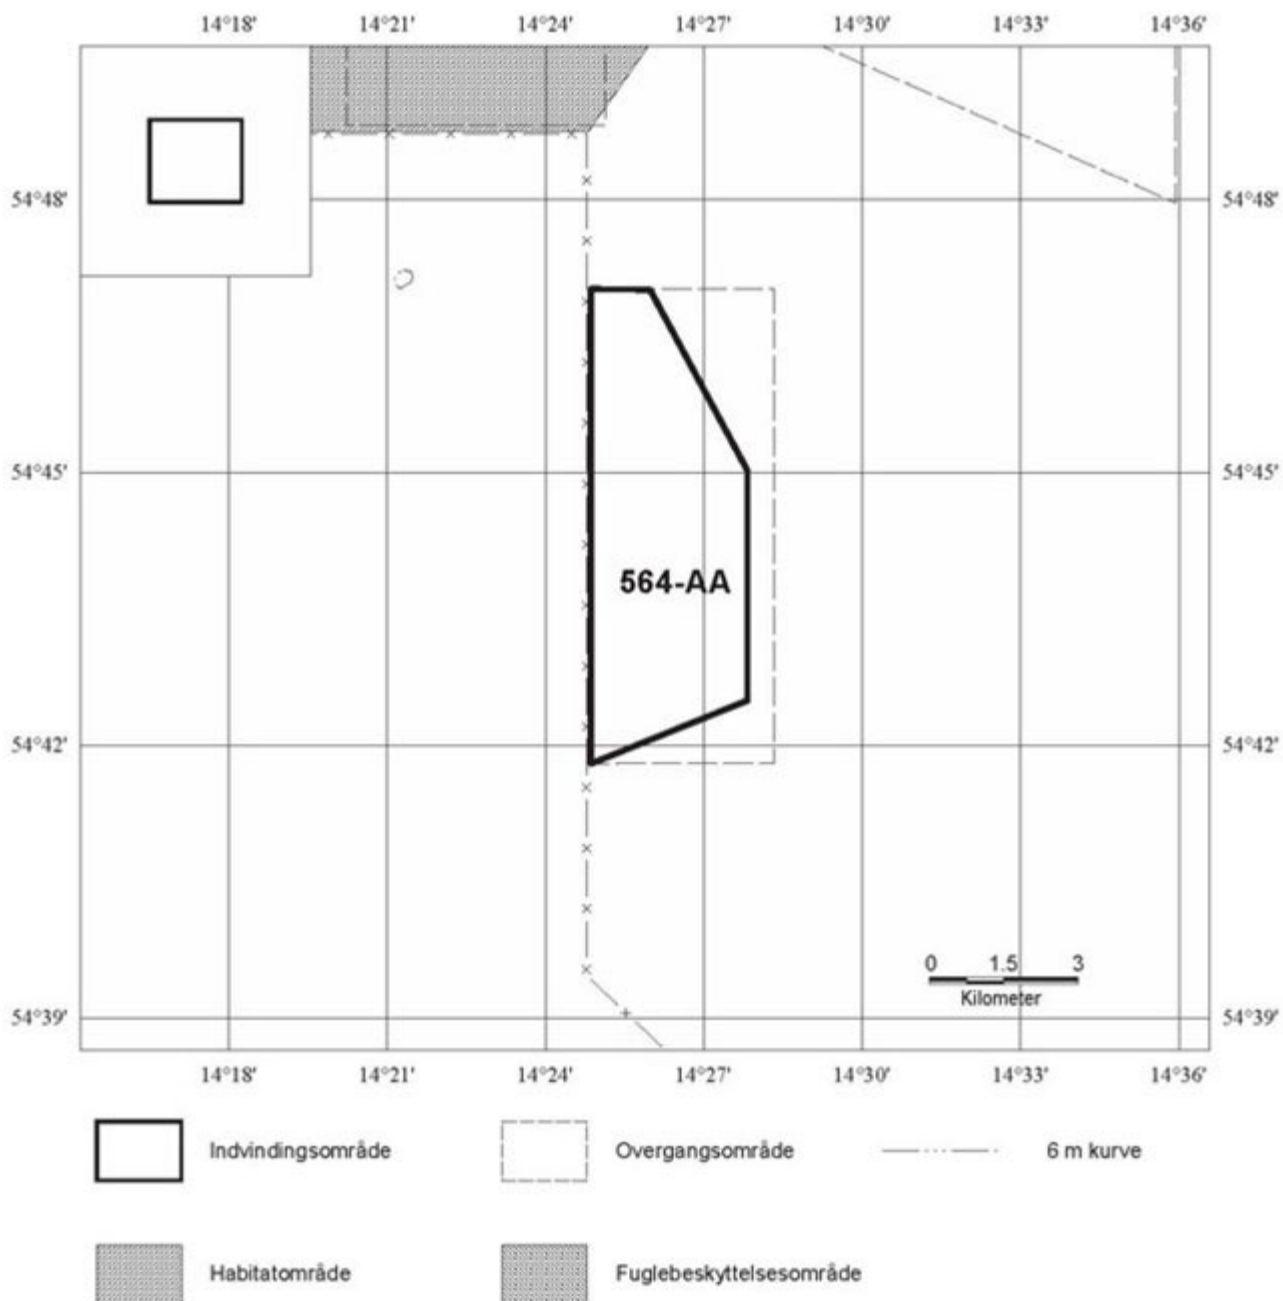 14°18' 14°21' 14°24' 14°27' 14°30' 14°33' 14°36'
54°48' 54°48'
54°45' 54°45'
564-AA
54°42' 54°42'
0 1.5 3
Kilometer
54°39' 54°39'
14°18' 14°21' 14°24' 14°27' 14°30' 14°33' 14°36'
Indvindingsområde Overgangsområde 6 m kurve
Habitatområde Fuglebeskyttelsesområde